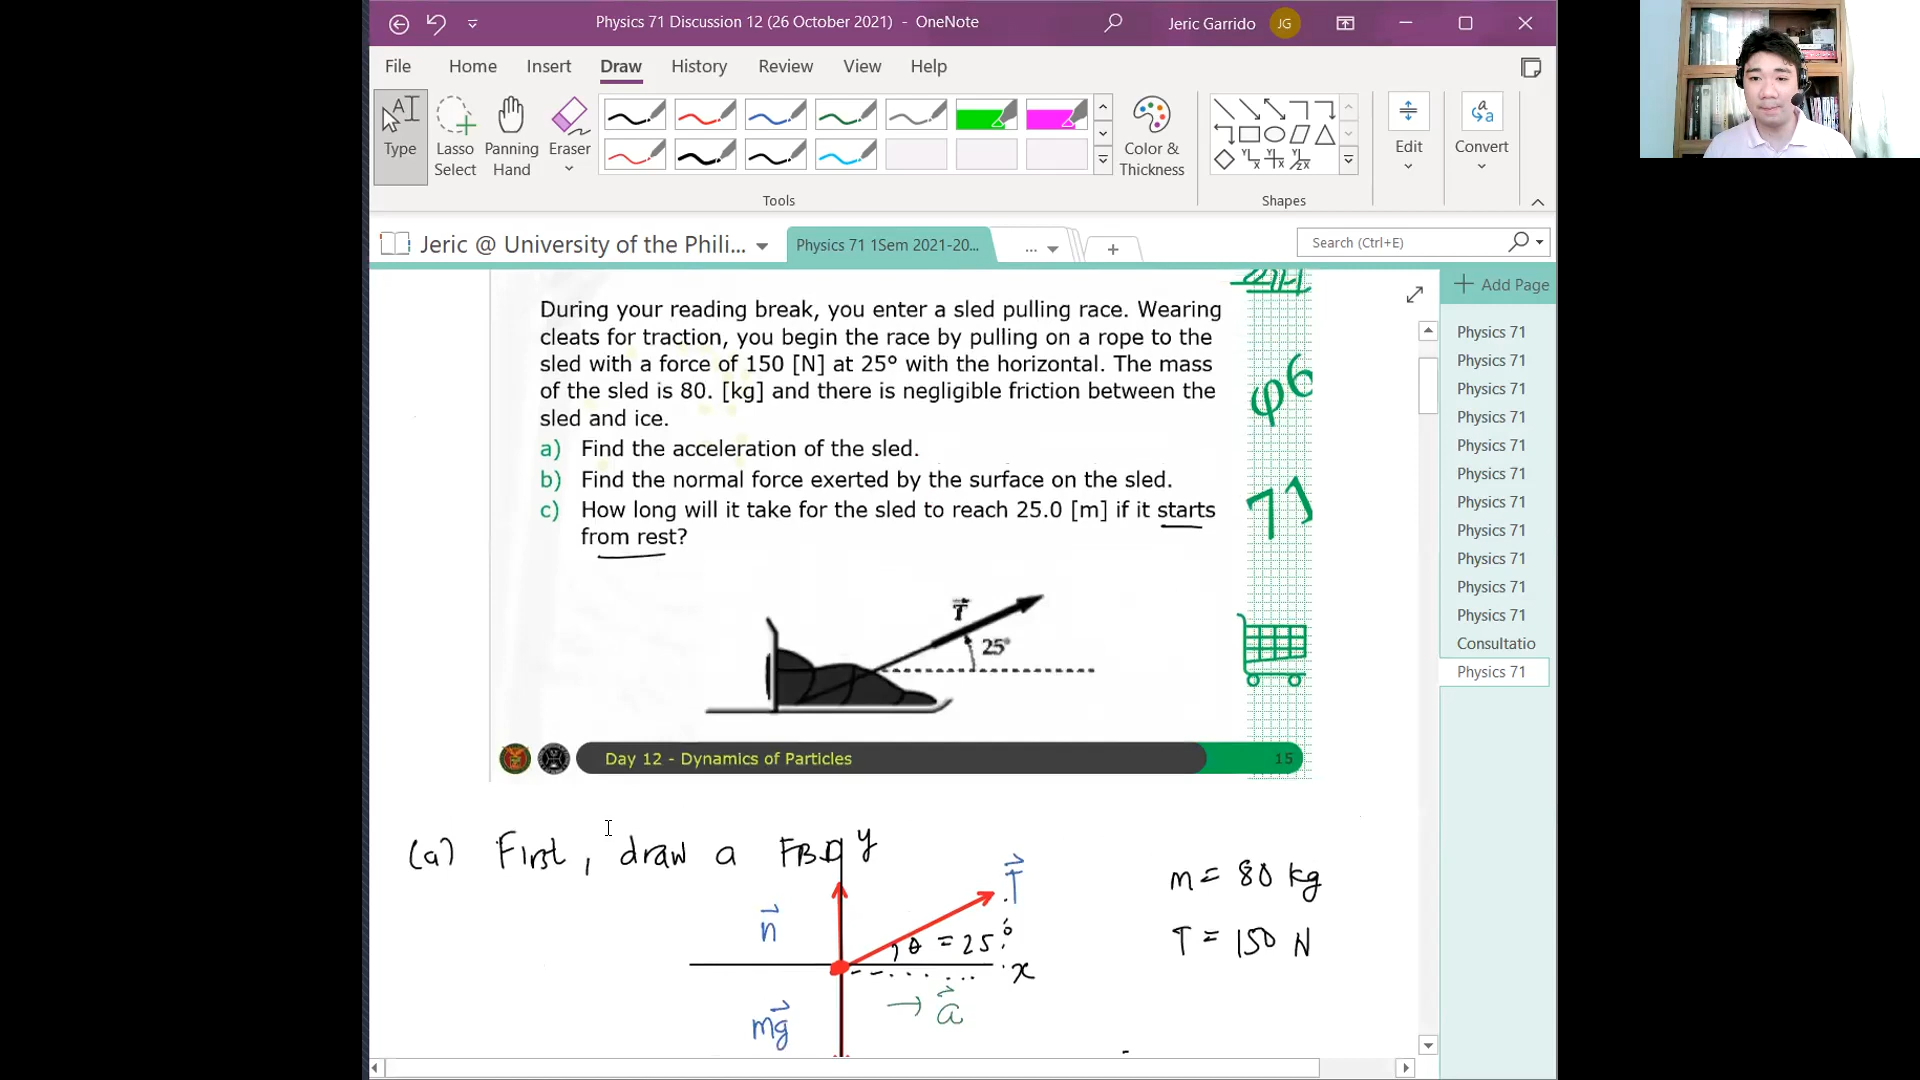 Physics 71 Discussion 12 (26 October 2021) - OneNote
Jeric Garrido
JG
File
Home
Insert
Draw
History
Review
View
Help
Type
Lasso Select
Panning Hand
Eraser
Color & Thickness
Edit
Convert
Tools
Shapes
Jeric @ University of the Phili...
Physics 71 1Sem 2021-20...
...
Search (Ctrl+E)
Add Page
Physics 71
Physics 71
Physics 71
Physics 71
Physics 71
Physics 71
Physics 71
Physics 71
Physics 71
Physics 71
Physics 71
Consultatio
Physics 71
During your reading break, you enter a sled pulling race. Wearing
cleats for traction, you begin the race by pulling on a rope to the
sled with a force of 150 [N] at 25° with the horizontal. The mass
of the sled is 80. [kg] and there is negligible friction between the
sled and ice.
a) Find the acceleration of the sled.
b) Find the normal force exerted by the surface on the sled.
c) How long will it take for the sled to reach 25.0 [m] if it starts
from rest?
71
T⃗
25°
Day 12 - Dynamics of Particles
15
(a) First, draw a FBD
y
T⃗
n⃗
θ = 25°
x
a⃗
mg⃗
m = 80 kg
T = 150 N